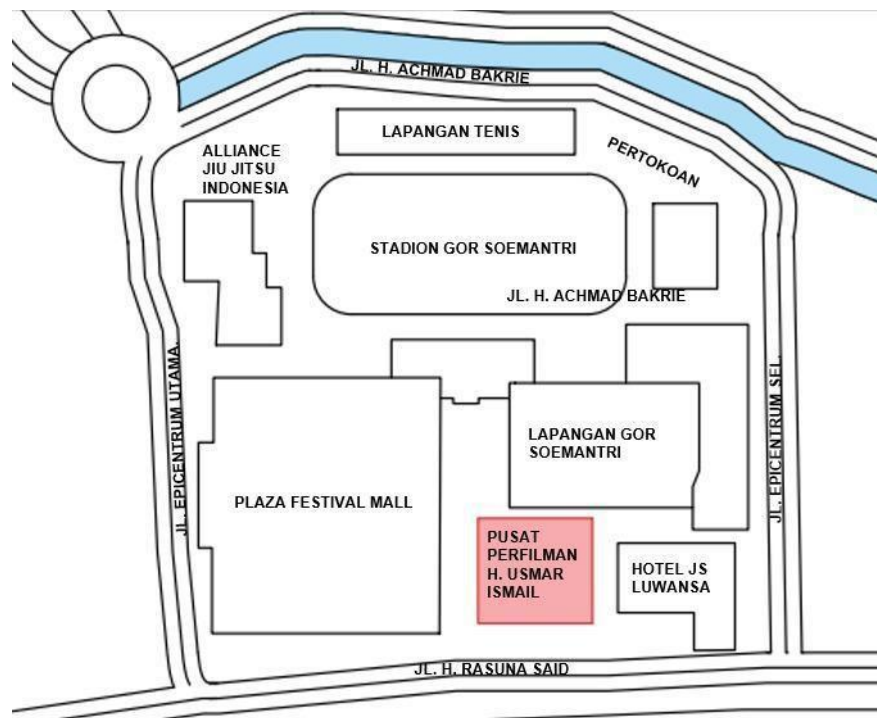 JL. H. ACHMAD BAKRIE
LAPANGAN TENIS
ALLIANCE
JIU JITSU
INDONESIA
PERTOKOAN
STADION GOR SOEMANTRI
JL. H. ACHMAD BAKRIE
JL. EPICENTRUM UTAMA.
JL. EPICENTRUM SEL.
LAPANGAN GOR
SOEMANTRI
PLAZA FESTIVAL MALL
PUSAT
PERFILMAN
H. USMAR
ISMAIL
HOTEL JS
LUWANSA
JL. H. RASUNA SAID